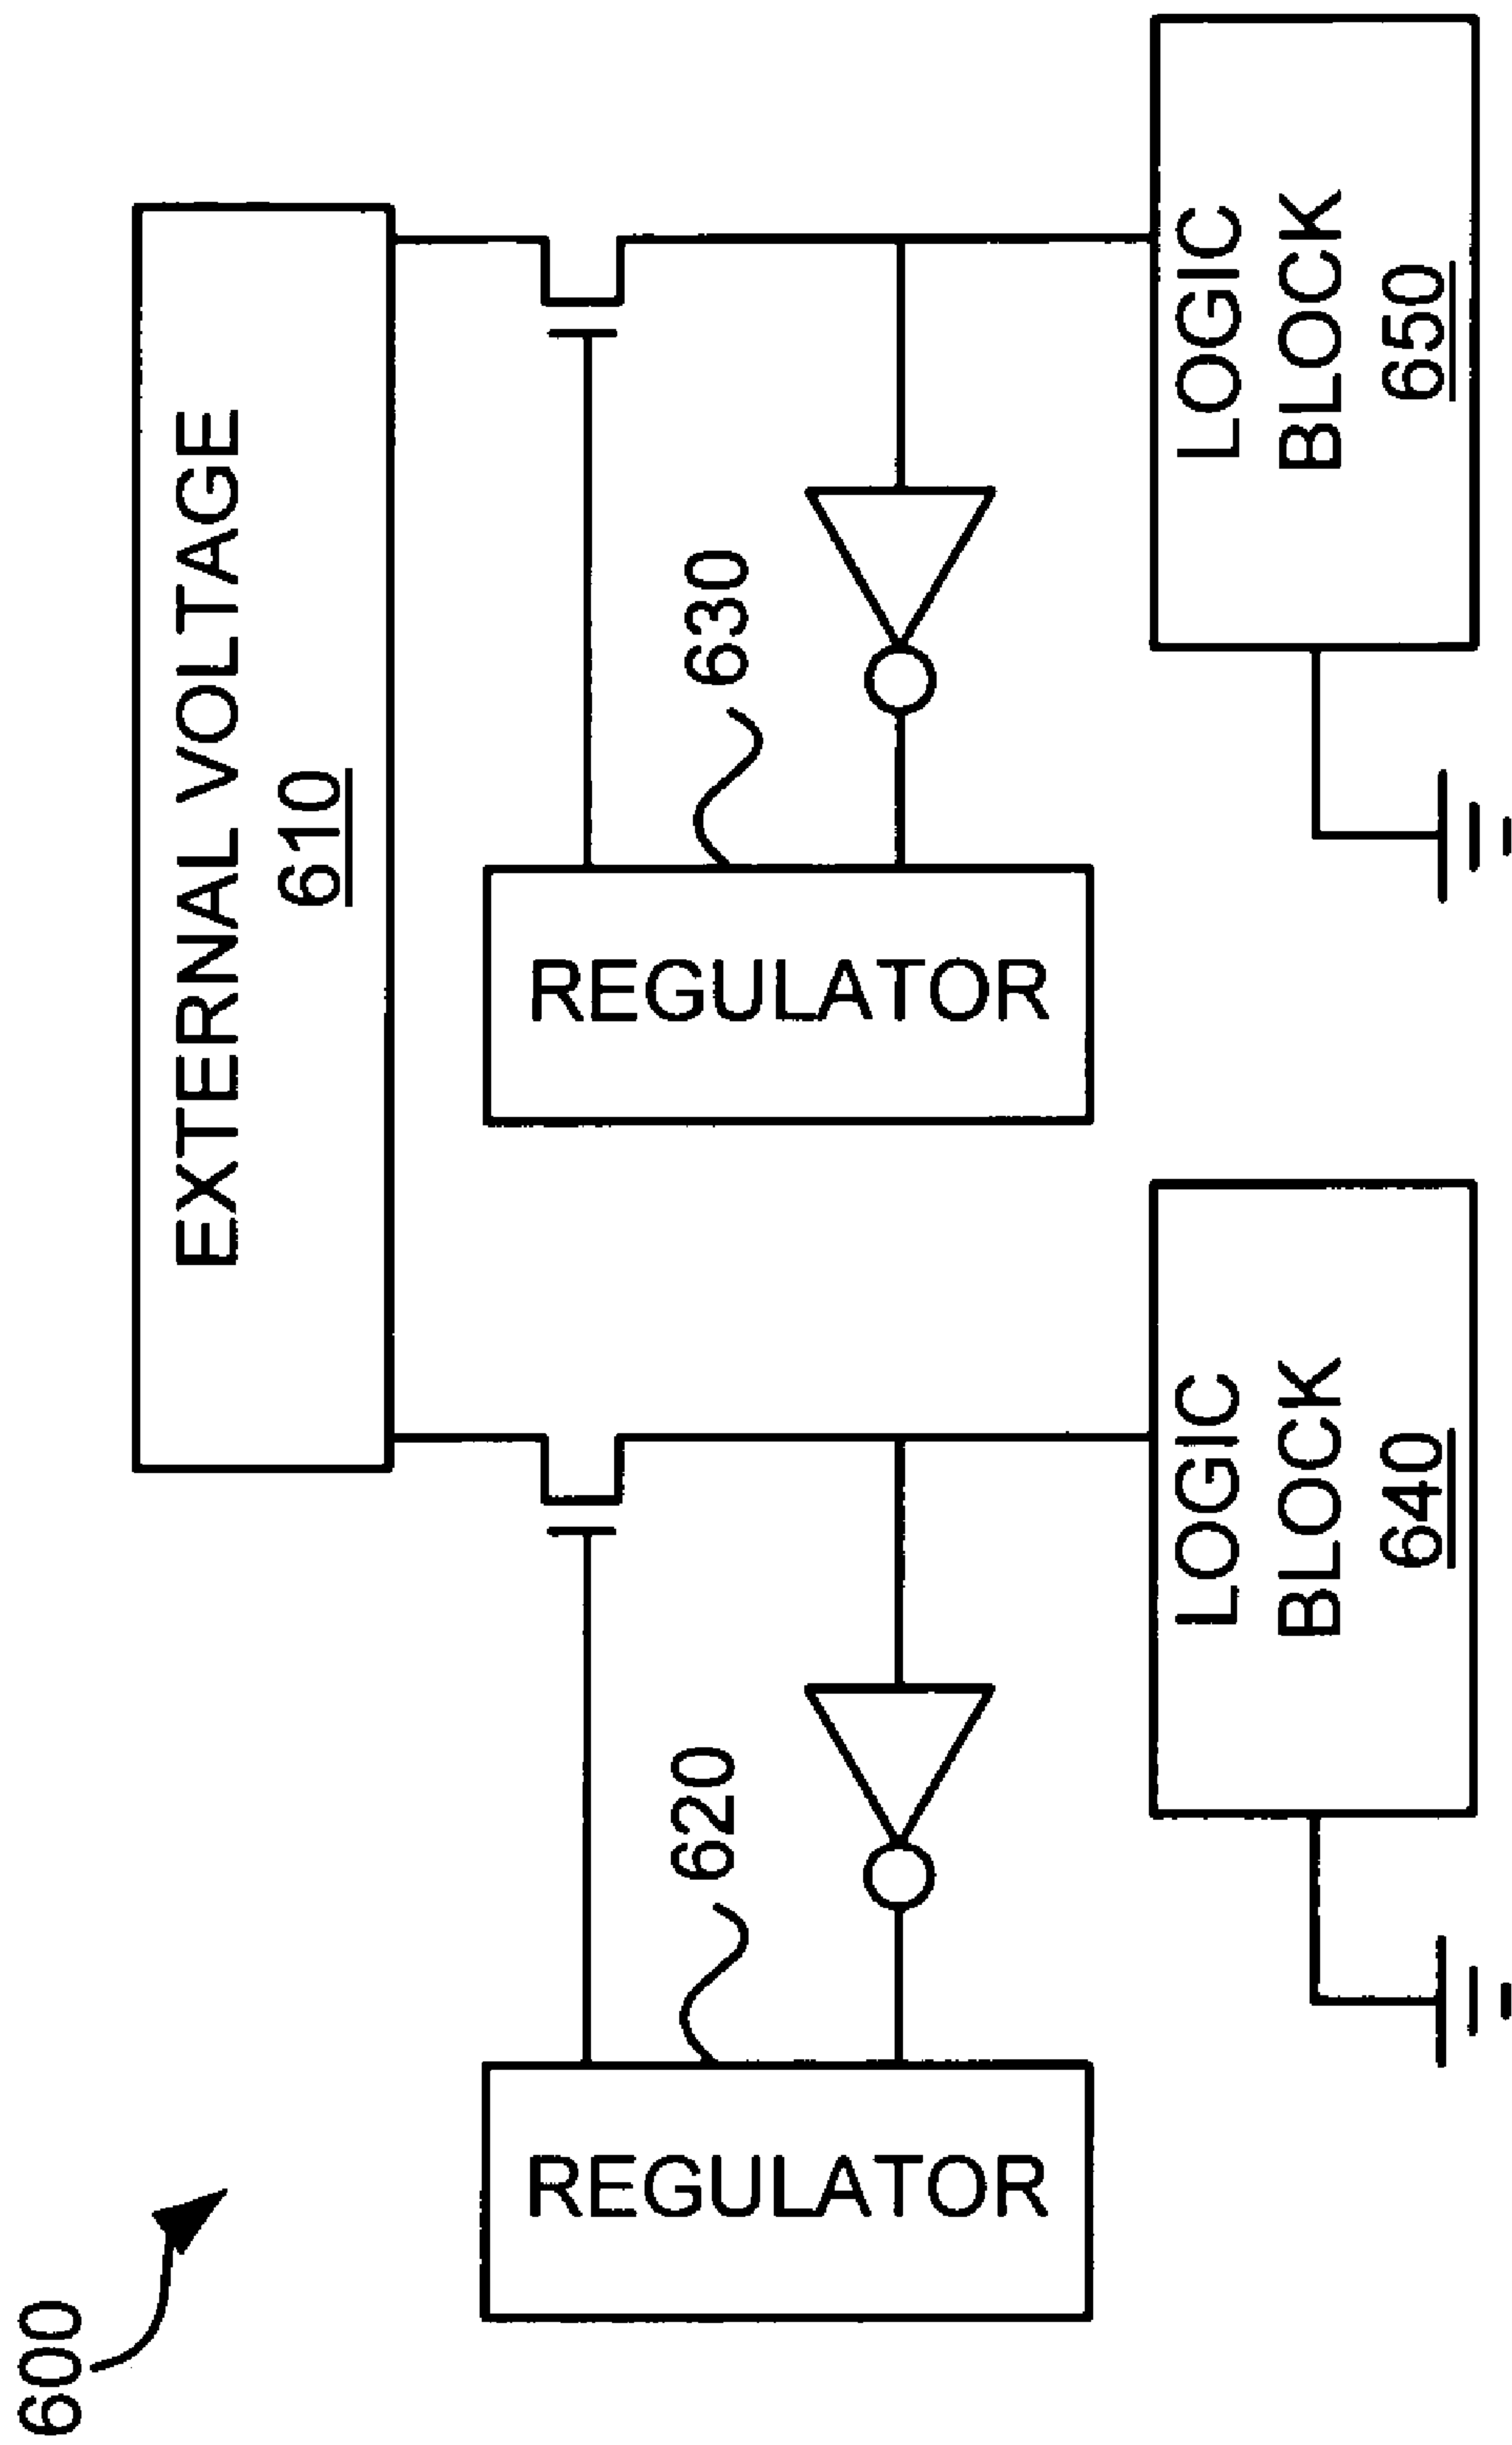 600
EXTERNAL VOLTAGE
610
REGULATOR
620
REGULATOR
630
LOGIC
BLOCK
640
LOGIC
BLOCK
650